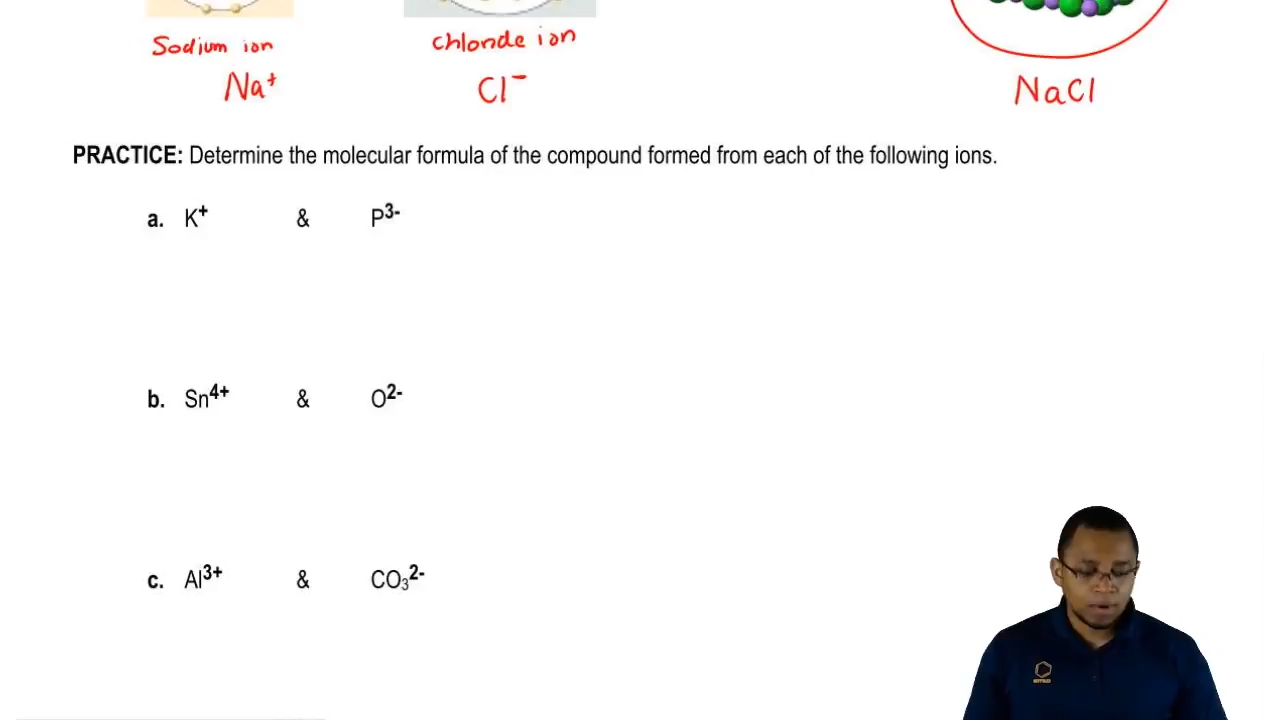 Sodium ion
chloride ion
Na⁺
Cl⁻
NaCl
PRACTICE: Determine the molecular formula of the compound formed from each of the following ions.
a. K⁺ & P³⁻
b. Sn⁴⁺ & O²⁻
c. Al³⁺ & CO₃²⁻